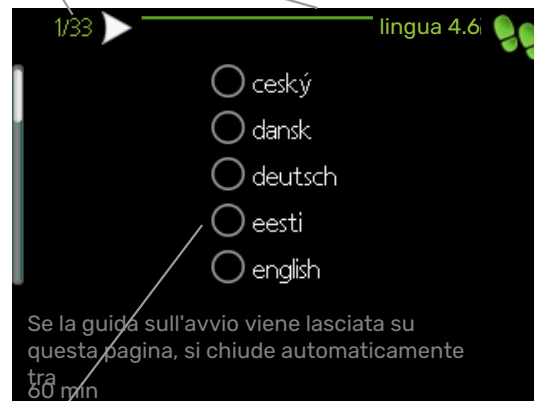 1/33
lingua 4.6
ceský
dansk
deutsch
eesti
english
Se la guida sull'avvio viene lasciata su
questa pagina, si chiude automaticamente
tra
60 min